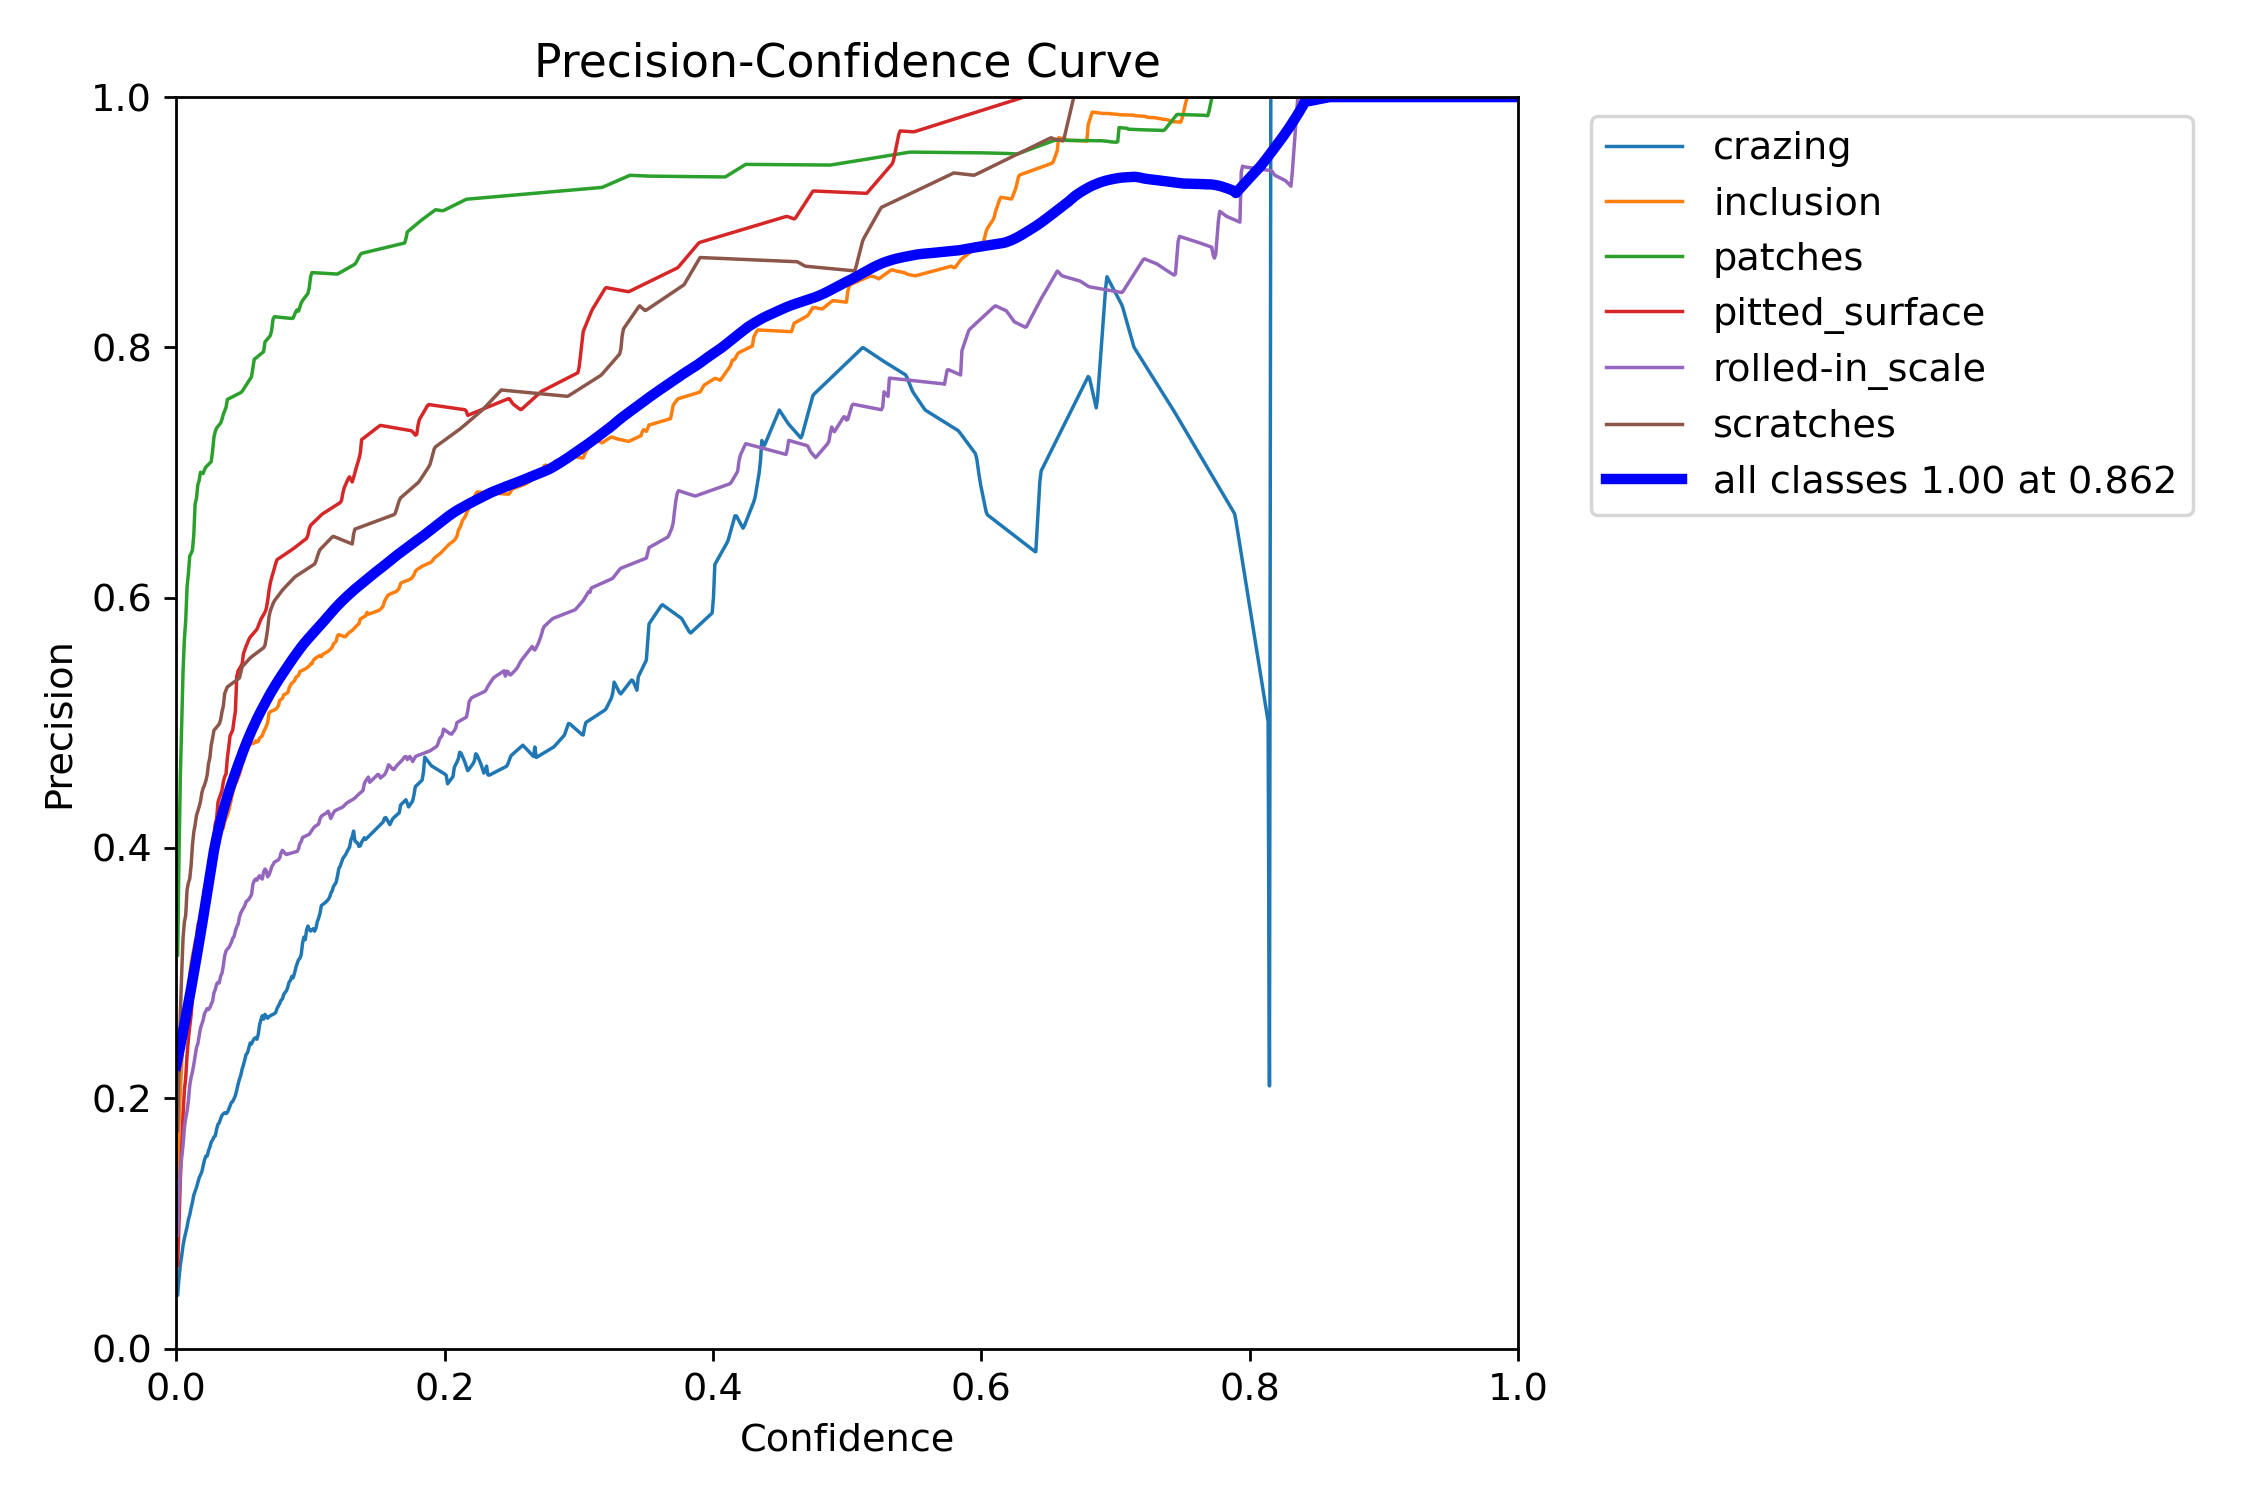 Precision-Confidence Curve
1.0
0.8
0.6
0.4
0.2
0.0
Precision
0.0 0.2 0.4 0.6 0.8 1.0
Confidence
crazing
inclusion
patches
pitted_surface
rolled-in_scale
scratches
all classes 1.00 at 0.862